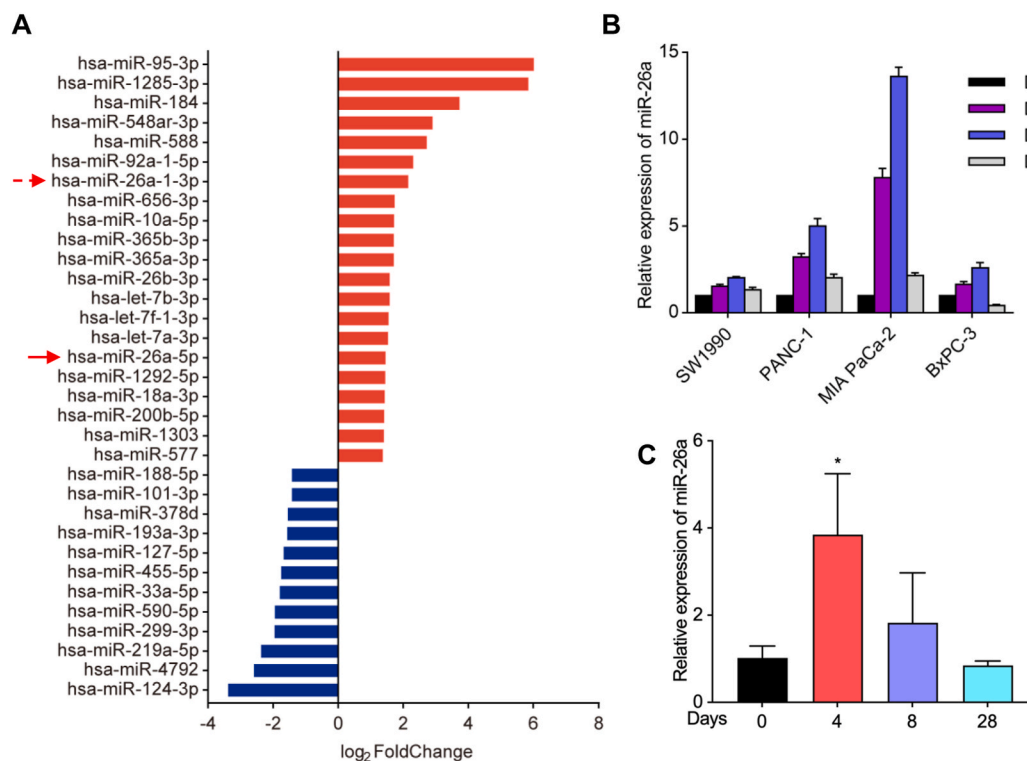 A
hsa-miR-95-3p
hsa-miR-1285-3p
hsa-miR-184
hsa-miR-548ar-3p
hsa-miR-588
hsa-miR-92a-1-5p
hsa-miR-26a-1-3p
hsa-miR-656-3p
hsa-miR-10a-5p
hsa-miR-365b-3p
hsa-miR-365a-3p
hsa-miR-26b-3p
hsa-let-7b-3p
hsa-let-7f-1-3p
hsa-let-7a-3p
hsa-miR-26a-5p
hsa-miR-1292-5p
hsa-miR-18a-3p
hsa-miR-200b-5p
hsa-miR-1303
hsa-miR-577
hsa-miR-188-5p
hsa-miR-101-3p
hsa-miR-378d
hsa-miR-193a-3p
hsa-miR-127-5p
hsa-miR-455-5p
hsa-miR-33a-5p
hsa-miR-590-5p
hsa-miR-299-3p
hsa-miR-219a-5p
hsa-miR-4792
hsa-miR-124-3p
-4 -2 0 2 4 6 8
log2FoldChange
B
Relative expression of miR-26a
15
10
5
0
SW1990 PANC-1 MIA PaCa-2 BxPC-3
C
Relative expression of miR-26a
6
4
2
0
Days 0 4 8 28
*